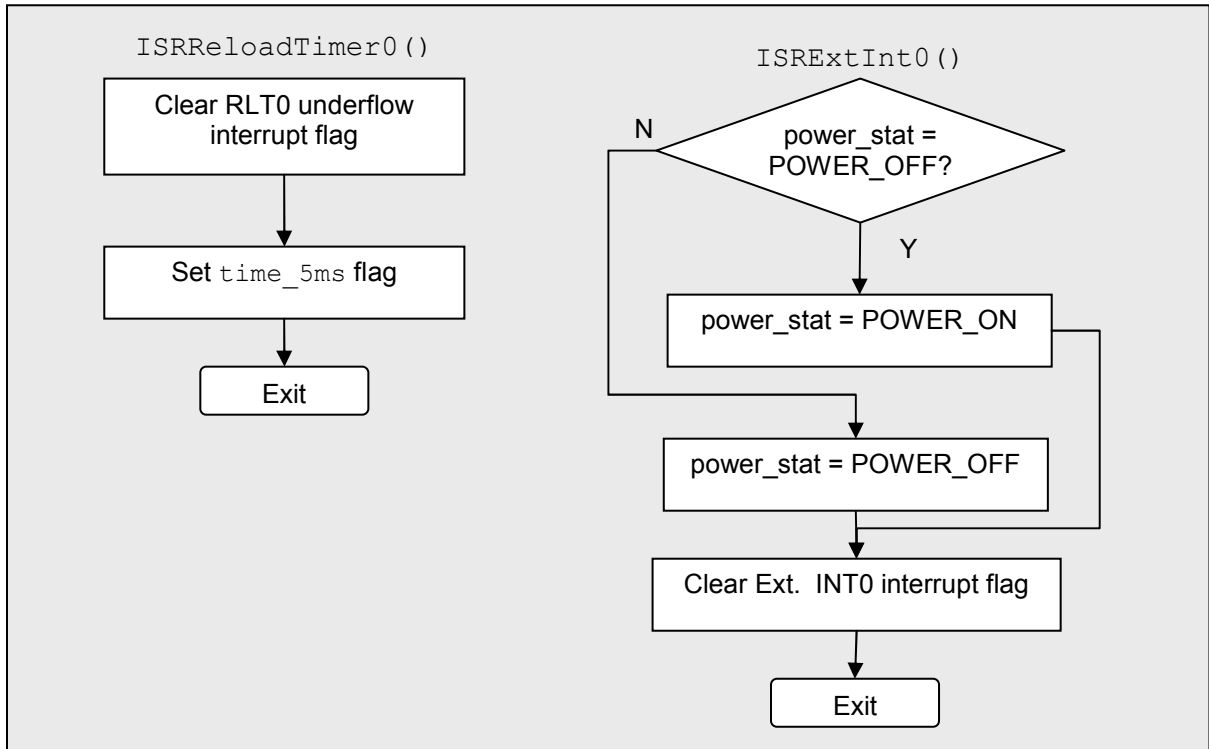 ISRReloadTimer0()
Clear RLT0 underflow
interrupt flag
Set time_5ms flag
Exit
ISRExtInt0()
power_stat =
POWER_OFF?
N
Y
power_stat = POWER_ON
power_stat = POWER_OFF
Clear Ext. INT0 interrupt flag
Exit